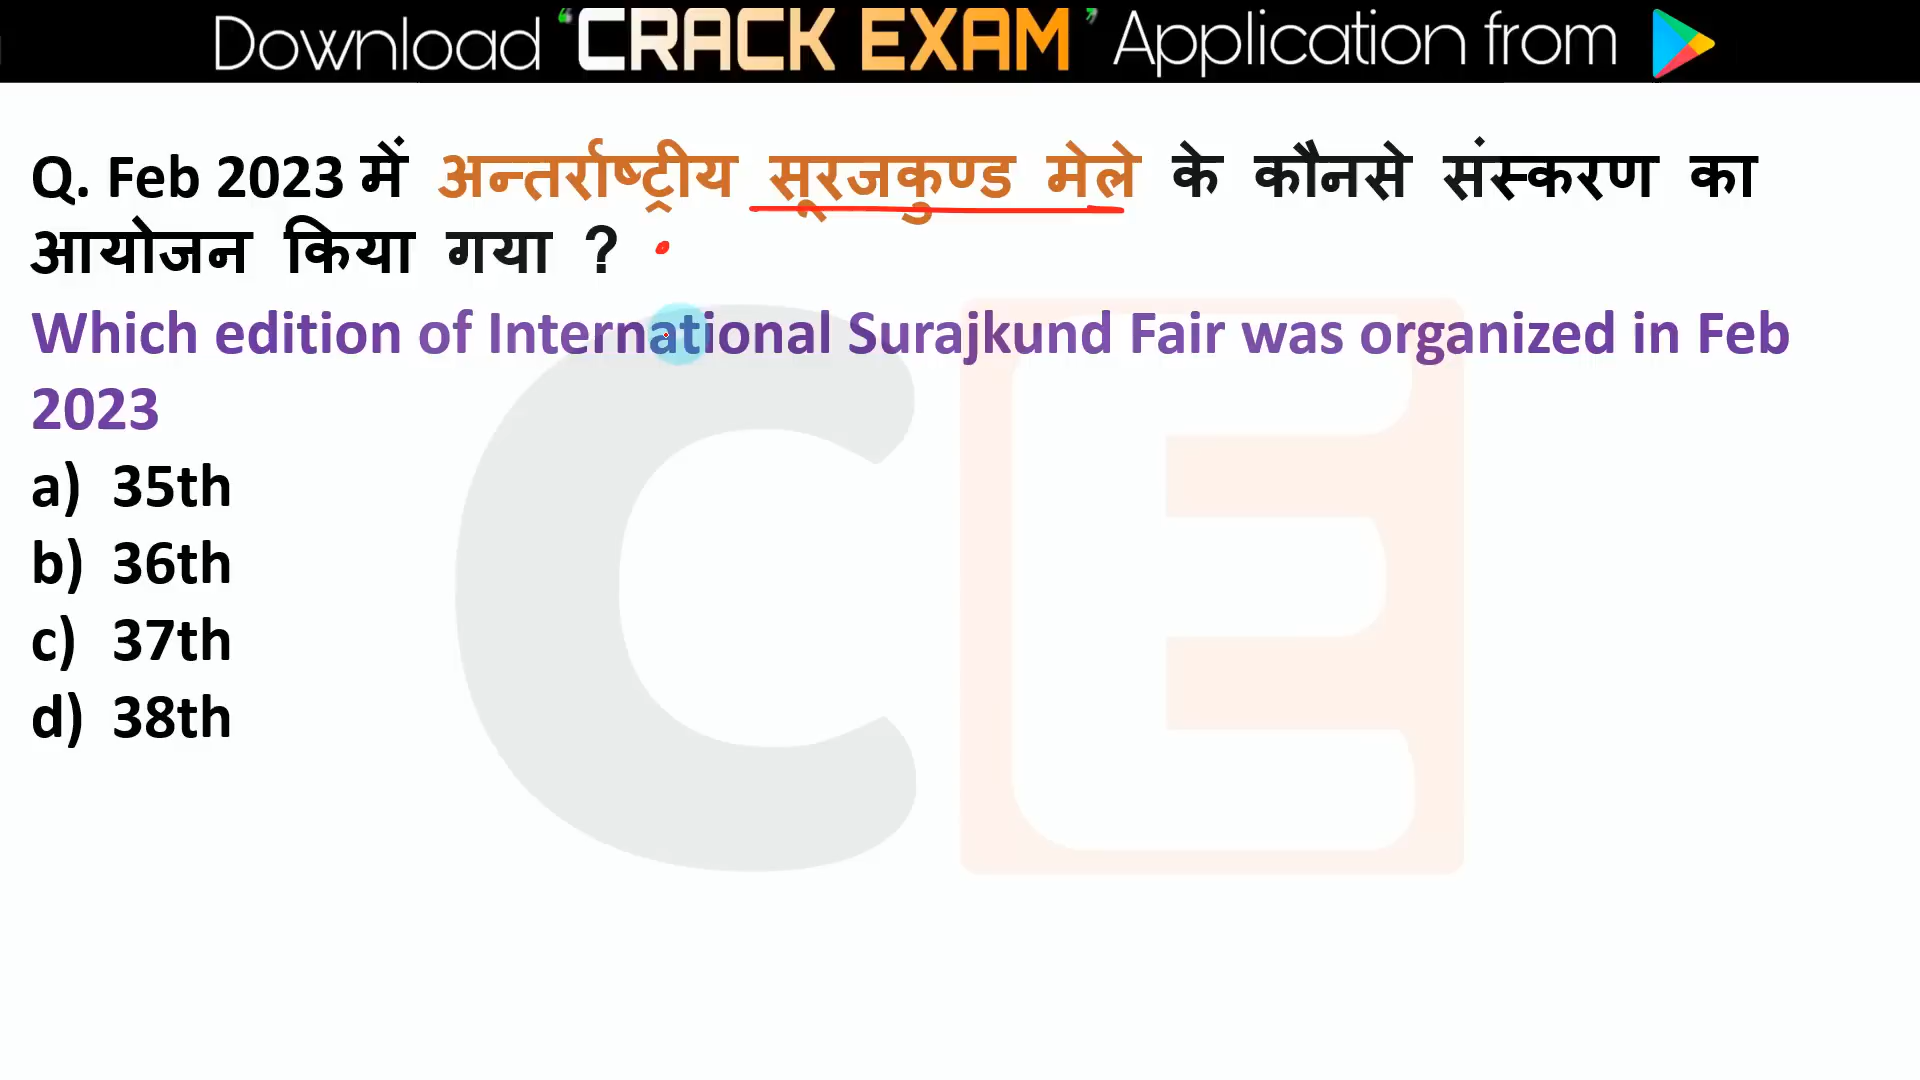 Download ‘CRACK EXAM’ Application from
Q. Feb 2023 में अन्तर्राष्ट्रीय सूरजकुण्ड मेले के कौनसे संस्करण का
आयोजन किया गया ?
Which edition of International Surajkund Fair was organized in Feb
2023
a) 35th
b) 36th
c) 37th
d) 38th
CE